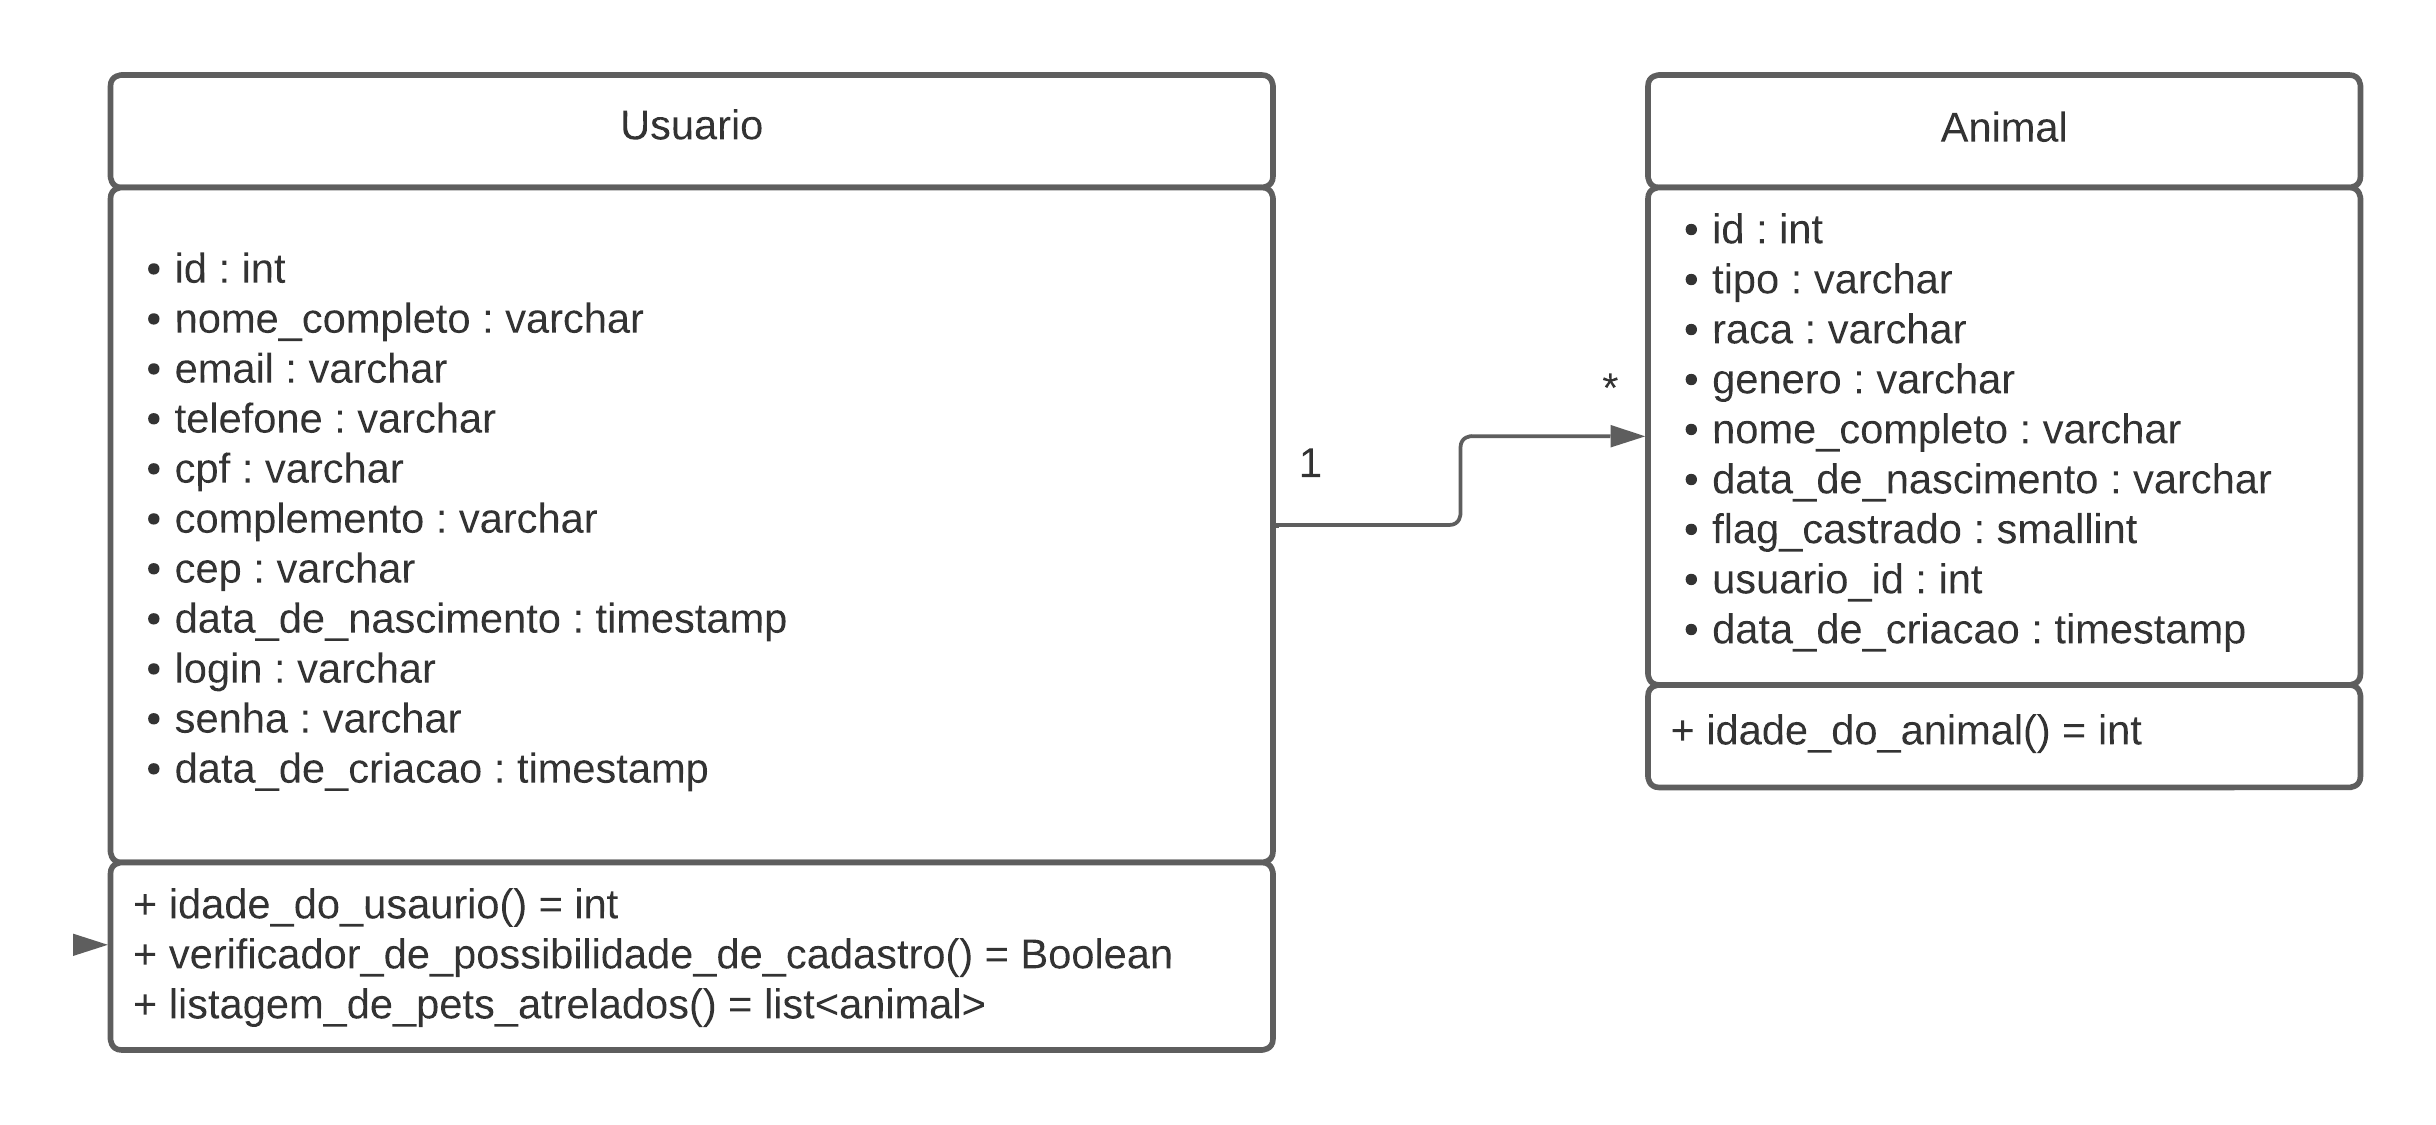 Usuario
• id : int
• nome_completo : varchar
• email : varchar
• telefone : varchar
• cpf : varchar
• complemento : varchar
• cep : varchar
• data_de_nascimento : timestamp
• login : varchar
• senha : varchar
• data_de_criacao : timestamp
+ idade_do_usaurio() = int
+ verificador_de_possibilidade_de_cadastro() = Boolean
+ listagem_de_pets_atrelados() = list<animal>
1
*
Animal
• id : int
• tipo : varchar
• raca : varchar
• genero : varchar
• nome_completo : varchar
• data_de_nascimento : varchar
• flag_castrado : smallint
• usuario_id : int
• data_de_criacao : timestamp
+ idade_do_animal() = int